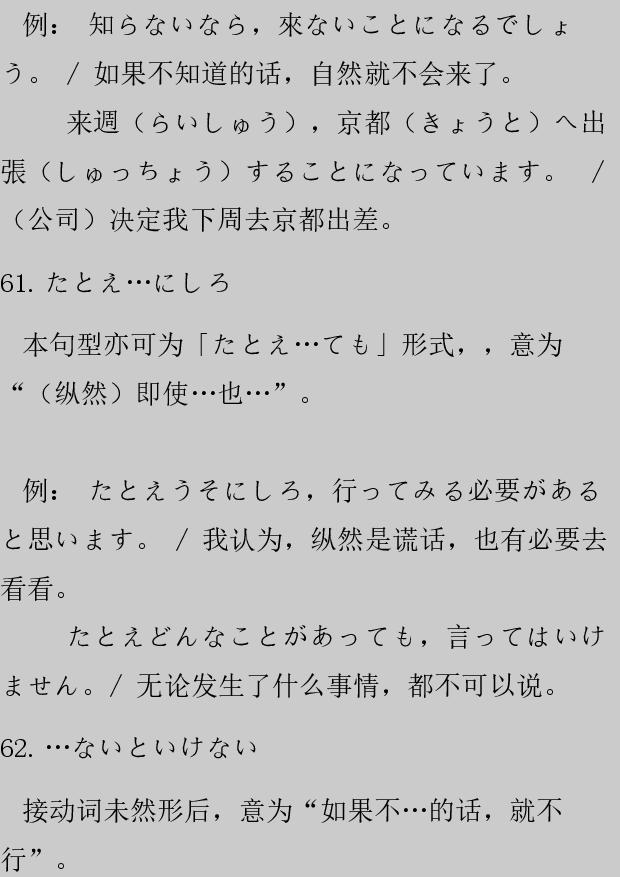 例： 知らないなら，來ないことになるでしょ
う。 / 如果不知道的话，自然就不会来了。
来週（らいしゅう），京都（きょうと）へ出
張（しゅっちょう）することになっています。 /
（公司）决定我下周去京都出差。
61. たとえ…にしろ
本句型亦可为「たとえ…ても」形式，，意为
“（纵然）即使…也…”。
例： たとえうそにしろ，行ってみる必要がある
と思います。 / 我认为，纵然是谎话，也有必要去
看看。
たとえどんなことがあっても，言ってはいけ
ません。/ 无论发生了什么事情，都不可以说。
62. …ないといけない
接动词未然形后，意为“如果不…的话，就不
行”。